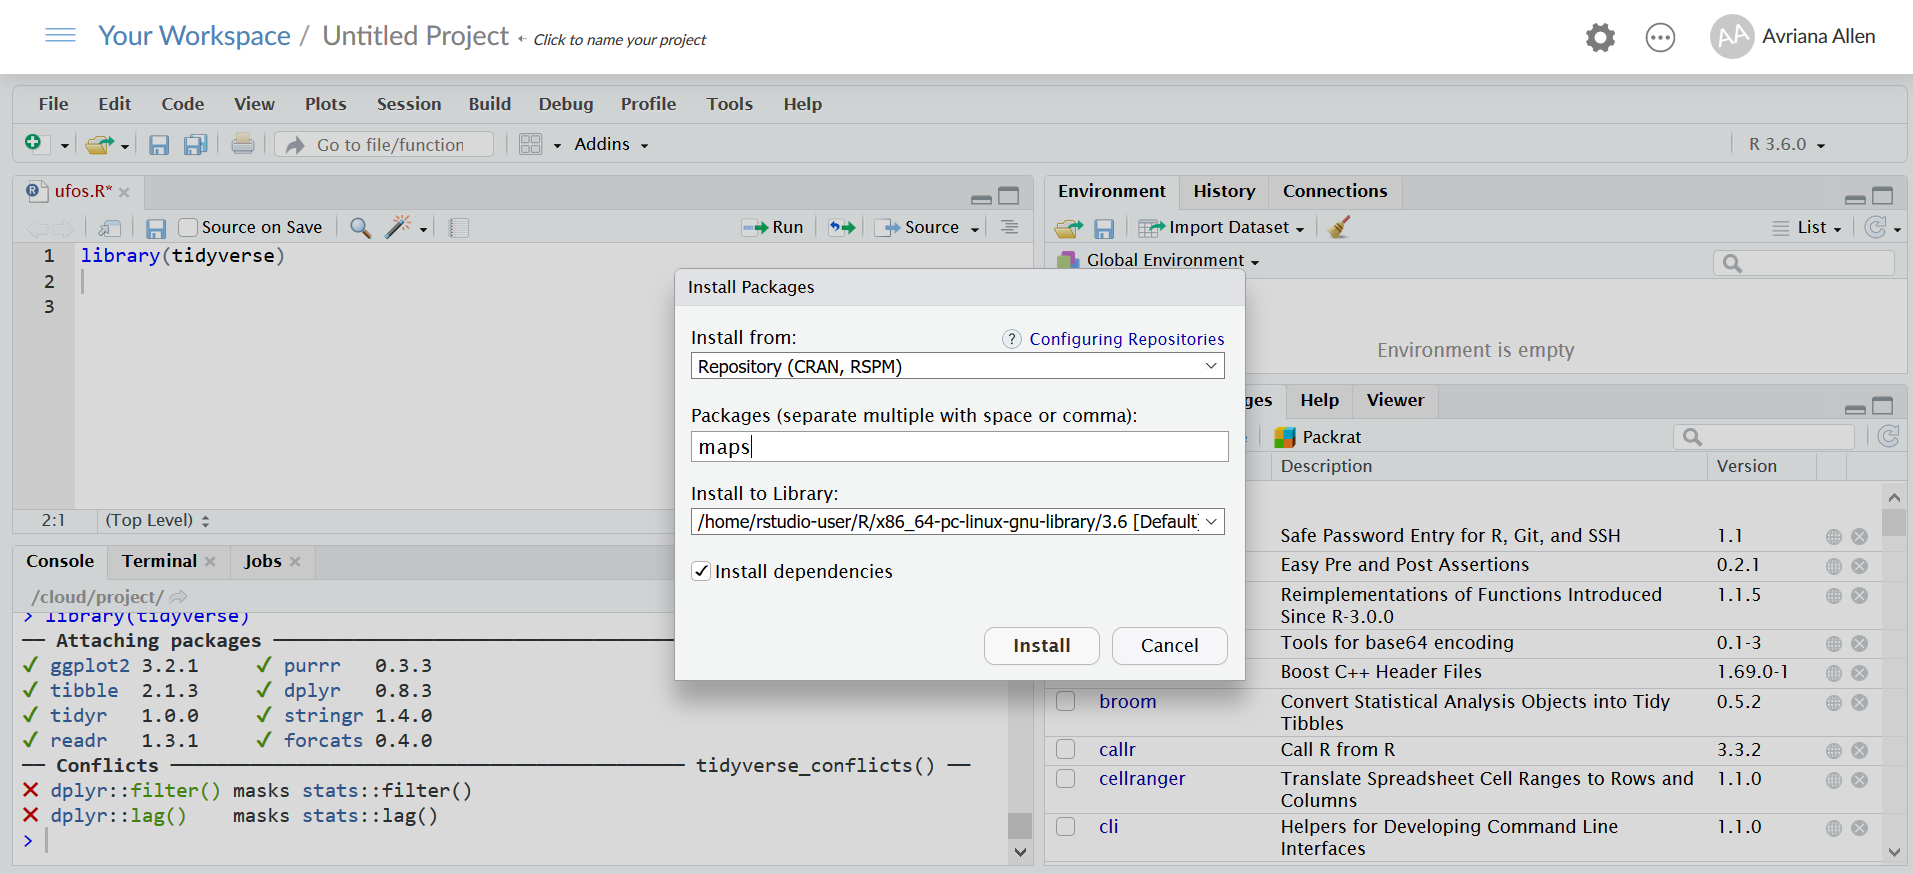 Your Workspace / Untitled Project ← Click to name your project
AA Avriana Allen
File Edit Code View Plots Session Build Debug Profile Tools Help
Go to file/function Addins R 3.6.0
ufos.R*
Source on Save Run Source
1 library(tidyverse)
2
3
2:1 (Top Level)
Console Terminal Jobs
/cloud/project/
> library(tidyverse)
── Attaching packages ──
✓ ggplot2 3.2.1 ✓ purrr 0.3.3
✓ tibble 2.1.3 ✓ dplyr 0.8.3
✓ tidyr 1.0.0 ✓ stringr 1.4.0
✓ readr 1.3.1 ✓ forcats 0.4.0
── Conflicts ── tidyverse_conflicts() ──
✕ dplyr::filter() masks stats::filter()
✕ dplyr::lag() masks stats::lag()
>
Install Packages
Install from:
? Configuring Repositories
Repository (CRAN, RSPM)
Packages (separate multiple with space or comma):
maps
Install to Library:
/home/rstudio-user/R/x86_64-pc-linux-gnu-library/3.6 [Default]
Install dependencies
Install Cancel
Environment History Connections
Import Dataset List
Global Environment
Environment is empty
ges Help Viewer
Packrat
Description Version
Safe Password Entry for R, Git, and SSH 1.1
Easy Pre and Post Assertions 0.2.1
Reimplementations of Functions Introduced 1.1.5
Since R-3.0.0
Tools for base64 encoding 0.1-3
Boost C++ Header Files 1.69.0-1
broom Convert Statistical Analysis Objects into Tidy 0.5.2
Tibbles
callr Call R from R 3.3.2
cellranger Translate Spreadsheet Cell Ranges to Rows and 1.1.0
Columns
cli Helpers for Developing Command Line 1.1.0
Interfaces